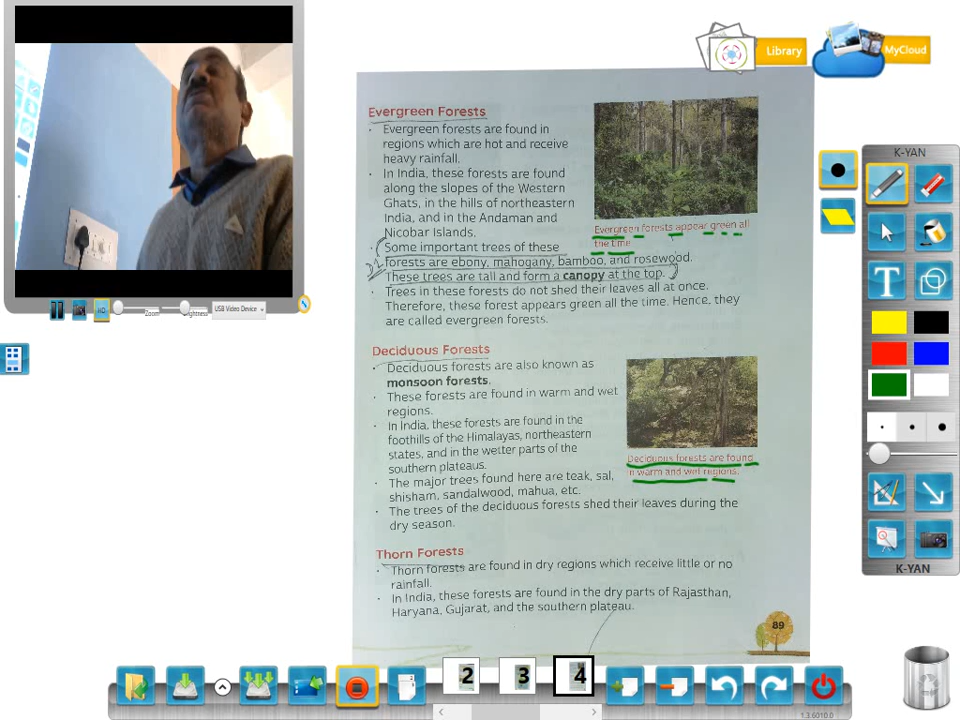 Library
MyCloud
Evergreen Forests
• Evergreen forests are found in
regions which are hot and receive
heavy rainfall.
• In India, these forests are found
along the slopes of the Western
Ghats, in the hills of northeastern
India, and in the Andaman and
Nicobar Islands.
• Some important trees of these
forests are ebony, mahogany, bamboo, and rosewood.
These trees are tall and form a canopy at the top.
• Trees in these forests do not shed their leaves all at once.
Therefore, these forest appears green all the time. Hence, they
are called evergreen forests.
Evergreen forests appear green all
the time
Deciduous Forests
• Deciduous forests are also known as
monsoon forests.
• These forests are found in warm and wet
regions.
• In India, these forests are found in the
foothills of the Himalayas, northeastern
states, and in the wetter parts of the
southern plateaus.
• The major trees found here are teak, sal,
shisham, sandalwood, mahua, etc.
• The trees of the deciduous forests shed their leaves during the
dry season.
Deciduous forests are found
in warm and wet regions.
Thorn Forests
• Thorn forests are found in dry regions which receive little or no
rainfall.
• In India, these forests are found in the dry parts of Rajasthan,
Haryana, Gujarat, and the southern plateau.
89
K-YAN
T
K-YAN
HQ
Zoom
Brightness
USB Video Device
2
3
4
1.3.6010.0